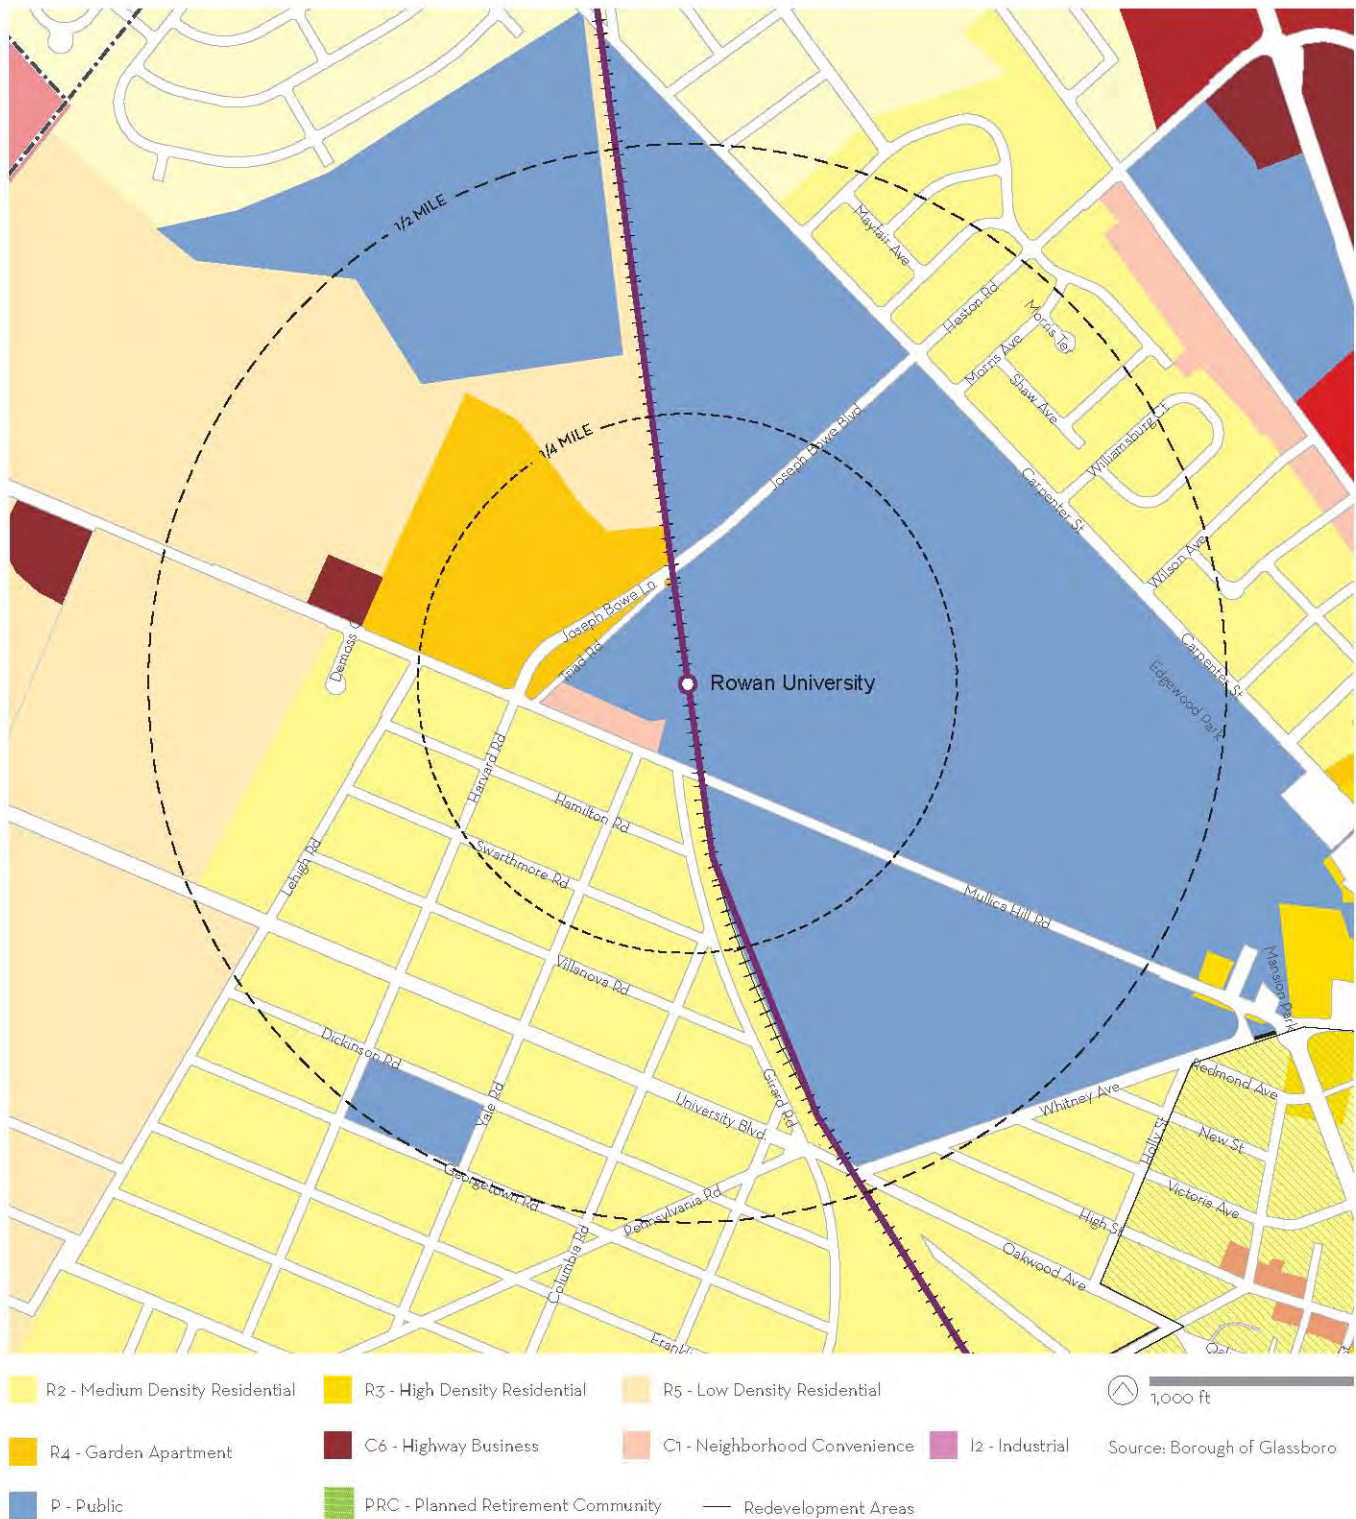 1/2 MILE
Mayfair Ave
Heston Rd
Morris Ter
Morris Ave
Shaw Ave
1/4 MILE
Joseph Bowe Blvd
Williamsburg Ct
Carpenter St
Wilson Ave
Joseph Bowe Ln
Triad Rd
Demoss
Carpenter St
Edgewood Park
Rowan University
Harvard Rd
Hamilton Rd
Swarthmore Rd
Lehigh Rd
Mullica Hill Rd
Villanova Rd
Mansion Park
Dickinson Rd
Yale Rd
Girard Rd
University Blvd.
Whitney Ave
Redmond Ave
Holly St
New St
Georgetown Rd
Pennsylvania Rd
Victoria Ave
High St
Columbia Rd
Oakwood Ave
R2 - Medium Density Residential
R3 - High Density Residential
R5 - Low Density Residential
1,000 ft
R4 - Garden Apartment
C6 - Highway Business
C1 - Neighborhood Convenience
I2 - Industrial
Source: Borough of Glassboro
P - Public
PRC - Planned Retirement Community
Redevelopment Areas